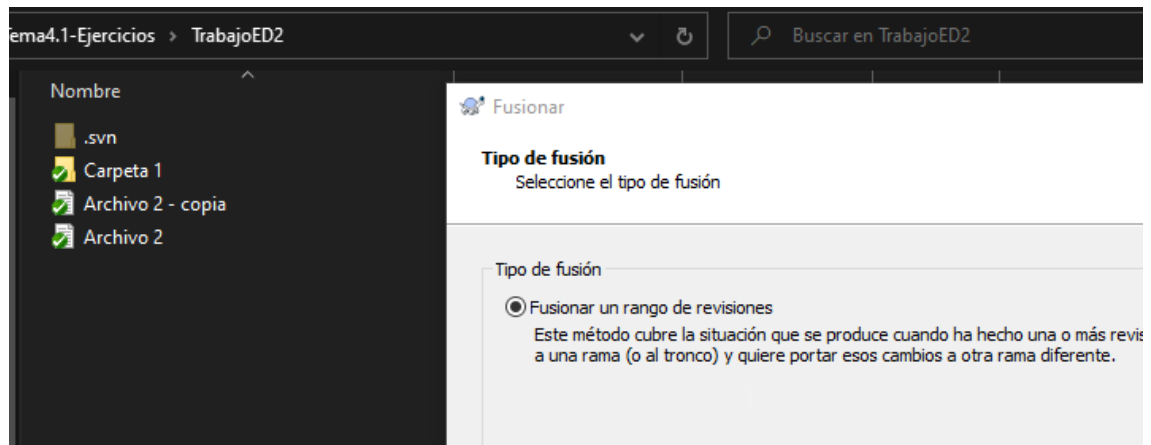 ema4.1-Ejercicios > TrabajoED2
Buscar en TrabajoED2
Nombre
.svn
Carpeta 1
Archivo 2 - copia
Archivo 2
Fusionar
Tipo de fusión
Seleccione el tipo de fusión
Tipo de fusión
Fusionar un rango de revisiones
Este método cubre la situación que se produce cuando ha hecho una o más revis
a una rama (o al tronco) y quiere portar esos cambios a otra rama diferente.